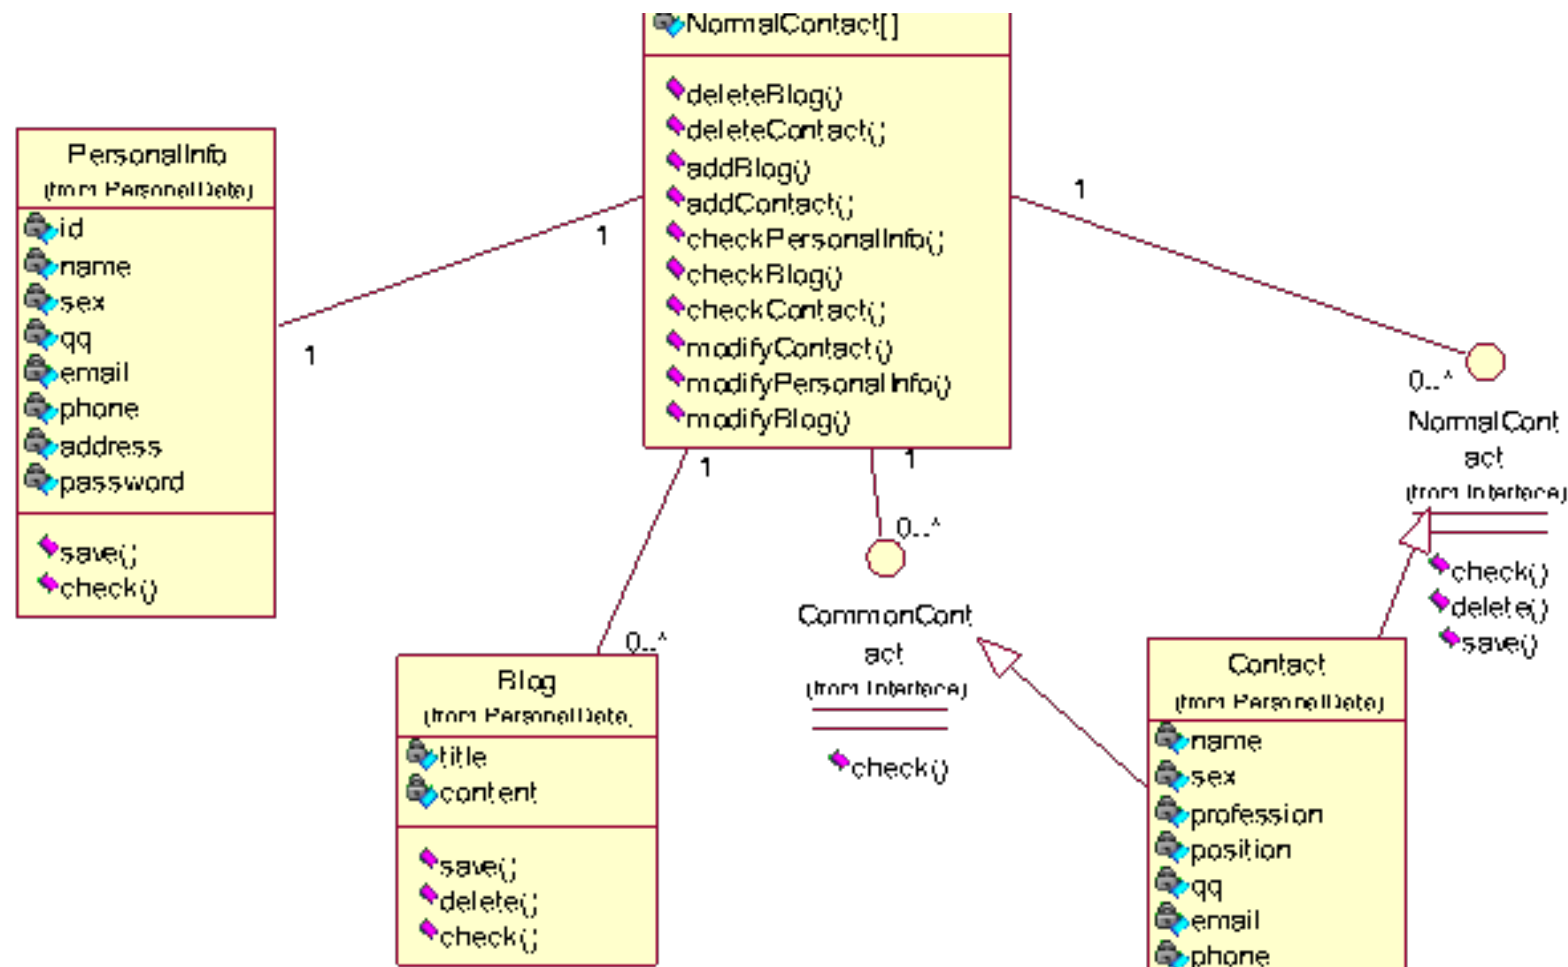 NormalContact[]
deleteBlog()
deleteContact()
addBlog()
addContact()
checkPersonalInfo()
checkBlog()
checkContact()
modifyContact()
modifyPersonalInfo()
modifyBlog()
PersonalInfo
(from PersonalData)
id
name
sex
qq
email
phone
address
password
save()
check()
1
1
1
0..*
NormalCont
act
(from Interface)
check()
delete()
save()
1
0..*
Blog
(from PersonalData)
title
content
save()
delete()
check()
1
0..*
CommonCont
act
(from Interface)
check()
Contact
(from PersonalData)
name
sex
profession
position
qq
email
phone